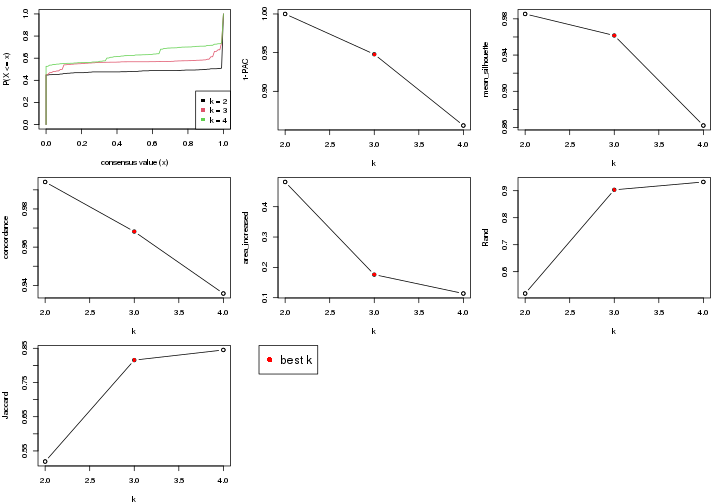 P(X <= x)
0.0 0.2 0.4 0.6 0.8 1.0
k = 2
k = 3
k = 4
0.0 0.2 0.4 0.6 0.8 1.0
consensus value (x)
1-PAC
0.90 0.95 1.00
2.0 2.5 3.0 3.5 4.0
k
mean_silhouette
0.86 0.90 0.94 0.98
2.0 2.5 3.0 3.5 4.0
k
concordance
0.94 0.96 0.98
2.0 2.5 3.0 3.5 4.0
k
area_increased
0.1 0.2 0.3 0.4
2.0 2.5 3.0 3.5 4.0
k
Rand
0.6 0.7 0.8 0.9
2.0 2.5 3.0 3.5 4.0
k
Jaccard
0.55 0.65 0.75 0.85
2.0 2.5 3.0 3.5 4.0
k
best k